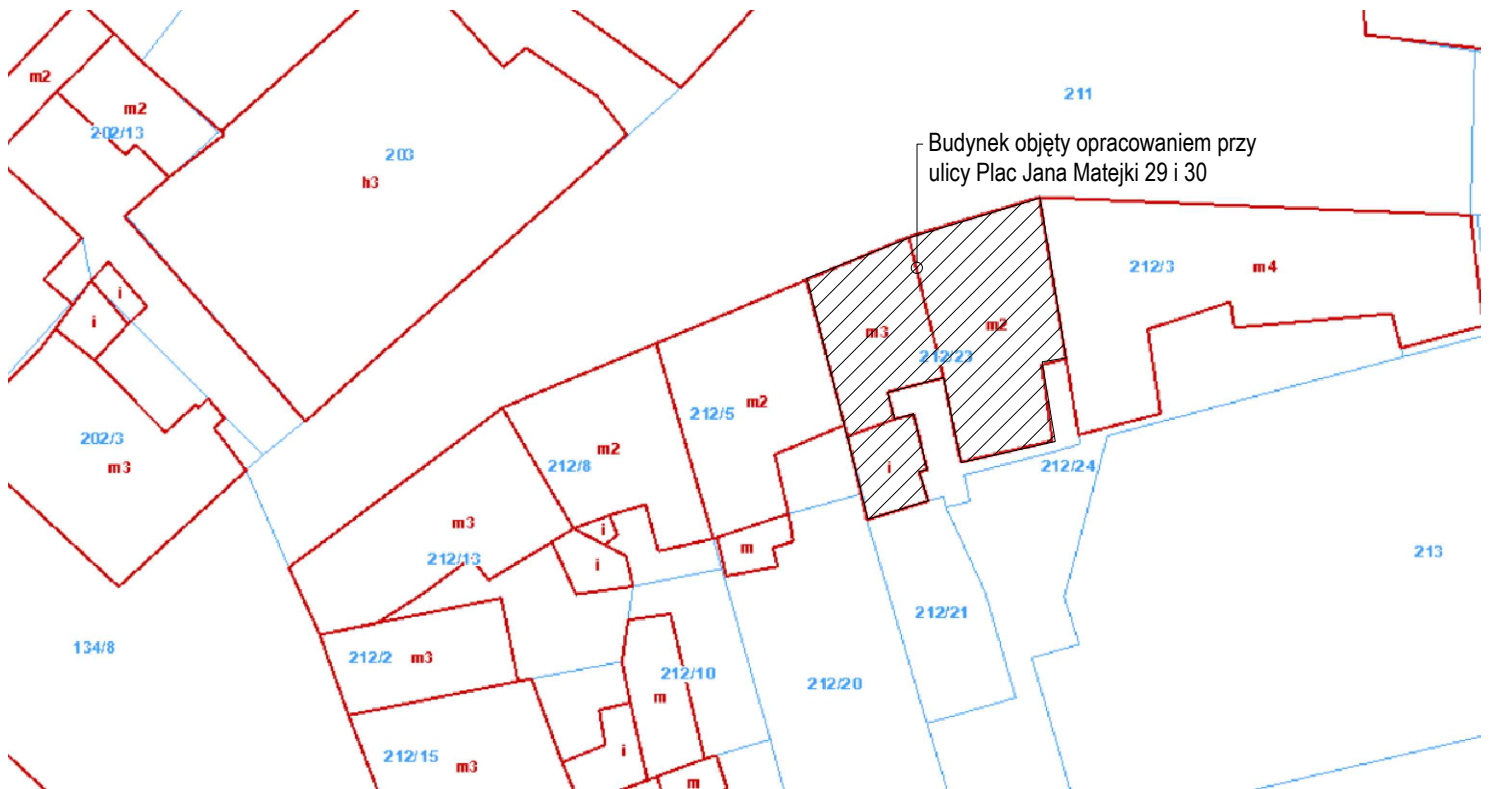 m2
m2
202/13
203
h3
211
Budynek objęty opracowaniem przy
ulicy Plac Jana Matejki 29 i 30
212/3
m4
i
i
m3
m2
212/23
212/5
m2
202/3
m3
212/8
m2
i
212/24
m3
212/13
i
i
m
213
212/21
134/8
212/2
m3
212/10
212/20
m
212/15
m3
i
m